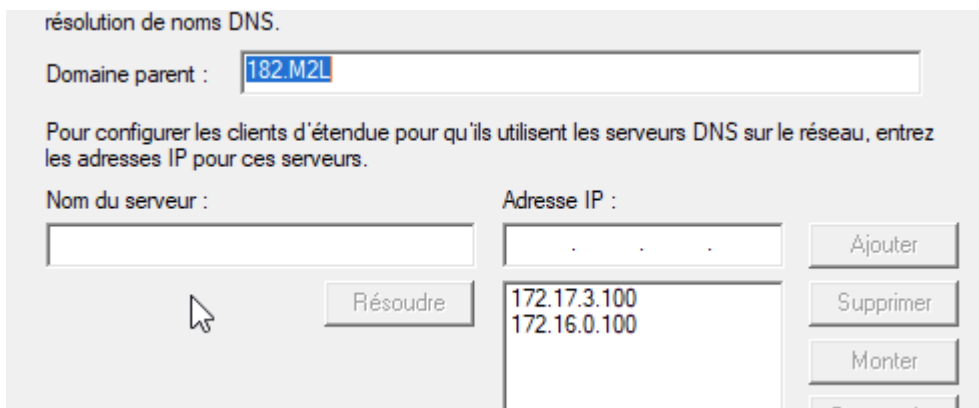 résolution de noms DNS.
Domaine parent : 182.M2L
Pour configurer les clients d'étendue pour qu'ils utilisent les serveurs DNS sur le réseau, entrez
les adresses IP pour ces serveurs.
Nom du serveur : Adresse IP :
. . . Ajouter
Résoudre 172.17.3.100 Supprimer
172.16.0.100
Monter